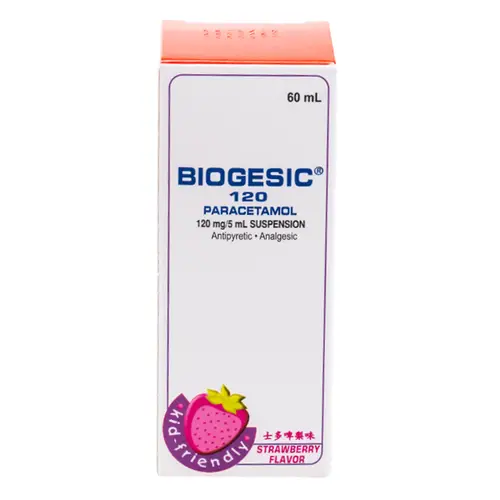 60 mL
BIOGESIC®
120
PARACETAMOL
120 mg/5 mL SUSPENSION
Antipyretic • Analgesic
•kid-friendly•
士多啤梨味
STRAWBERRY
FLAVOR